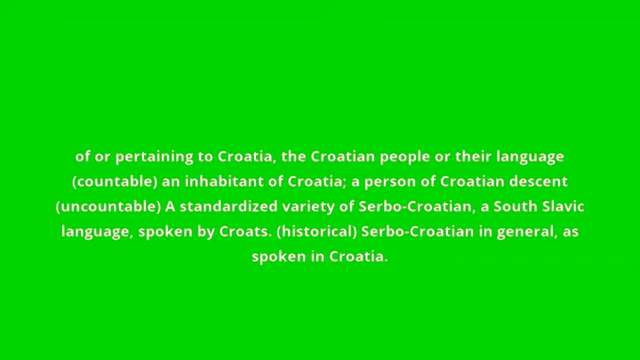 of or pertaining to Croatia, the Croatian people or their language
(countable) an inhabitant of Croatia; a person of Croatian descent
(uncountable) A standardized variety of Serbo-Croatian, a South Slavic
language, spoken by Croats. (historical) Serbo-Croatian in general, as
spoken in Croatia.